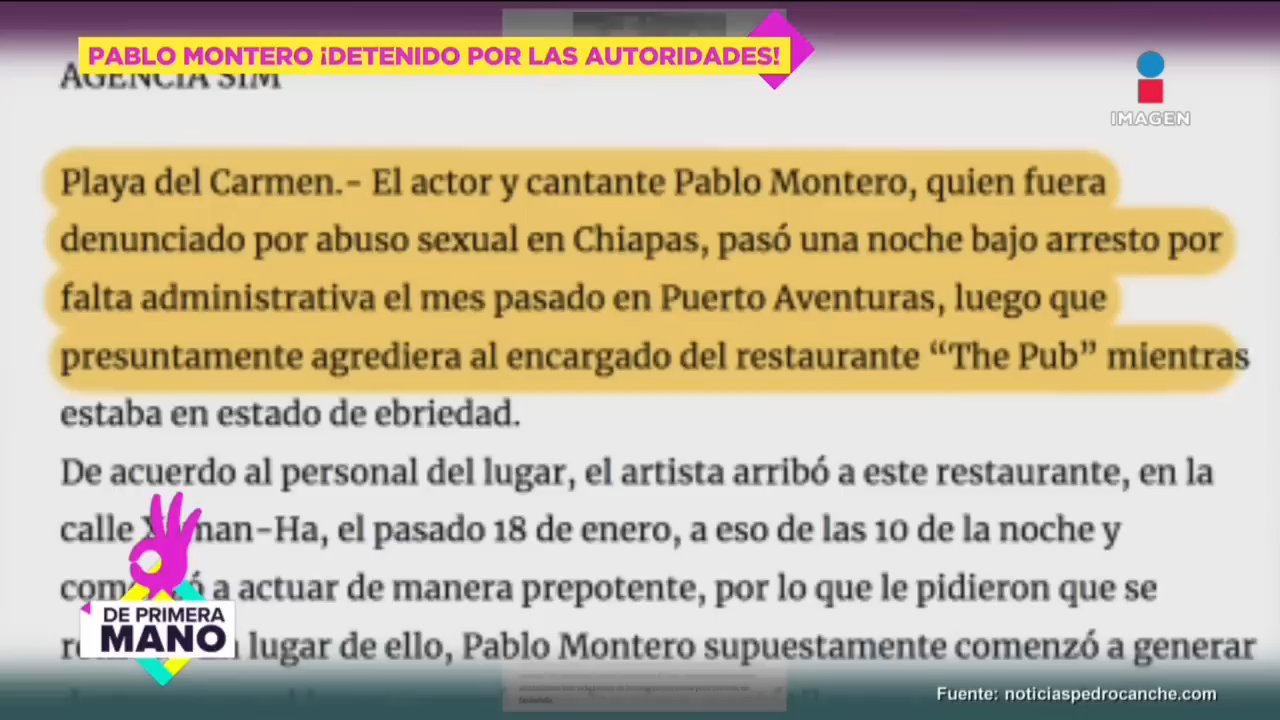 PABLO MONTERO ¡DETENIDO POR LAS AUTORIDADES!
AGENCIA SIM
IMAGEN
Playa del Carmen.- El actor y cantante Pablo Montero, quien fuera
denunciado por abuso sexual en Chiapas, pasó una noche bajo arresto por
falta administrativa el mes pasado en Puerto Aventuras, luego que
presuntamente agrediera al encargado del restaurante “The Pub” mientras
estaba en estado de ebriedad.
De acuerdo al personal del lugar, el artista arribó a este restaurante, en la
calle el pasado 18 de enero, a eso de las 10 de la noche y
a actuar de manera prepotente, por lo que le pidieron que se
lugar de ello, Pablo Montero supuestamente comenzó a generar
DE PRIMERA
MANO
Fuente: noticiaspedrocanche.com